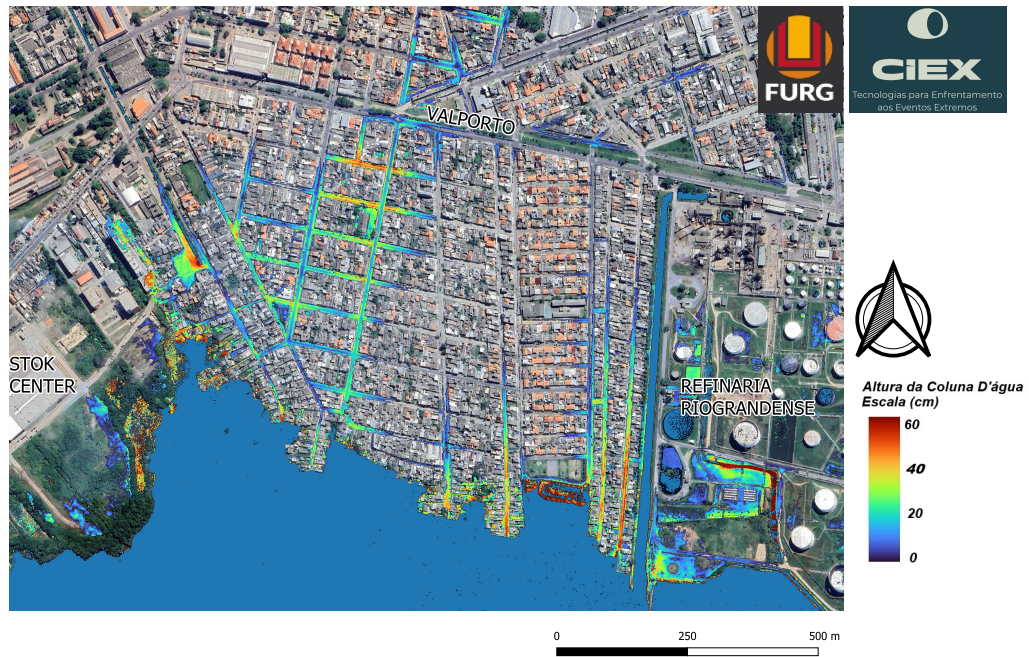 FURG
CIEX
Tecnologias para Enfrentamento
aos Eventos Extremos
VALPORTO
STOK
CENTER
REFINARIA
RIOGRANDENSE
Altura da Coluna D'água
Escala (cm)
60
40
20
0
0 250 500 m